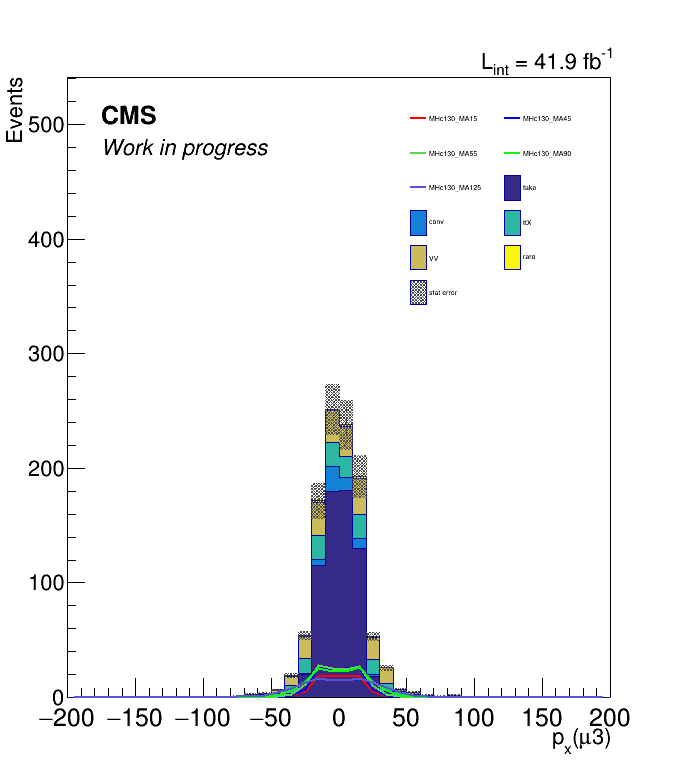 L_int = 41.9 fb^-1
Events
CMS
Work in progress
MHc130_MA15
MHc130_MA45
MHc130_MA55
MHc130_MA90
MHc130_MA125
fake
conv
ttX
VV
rare
stat error
500
400
300
200
100
0
−200 −150 −100 −50 0 50 100 150 200
p_x(μ3)